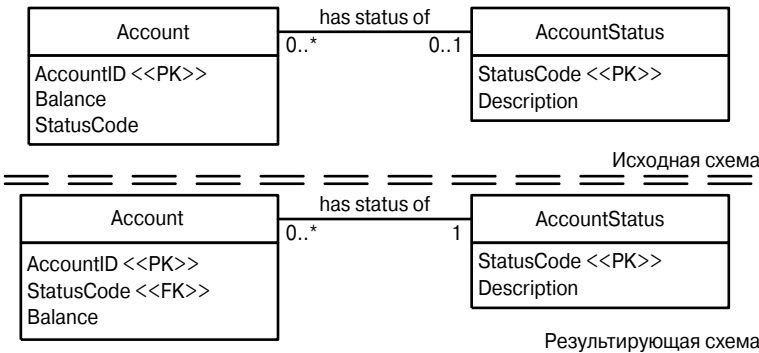 has status of
Account
AccountStatus
0..*
0..1
AccountID <<PK>>
Balance
StatusCode
StatusCode <<PK>>
Description
Исходная схема
has status of
Account
AccountStatus
0..*
1
AccountID <<PK>>
StatusCode <<FK>>
Balance
StatusCode <<PK>>
Description
Результирующая схема